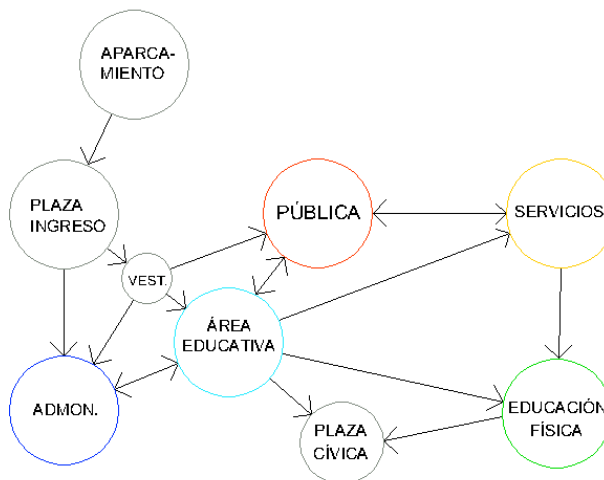 APARCA-
MIENTO
PLAZA
INGRESO
PÚBLICA
SERVICIOS
VEST.
ÁREA
EDUCATIVA
ADMON.
EDUCACIÓN
FÍSICA
PLAZA
CÍVICA